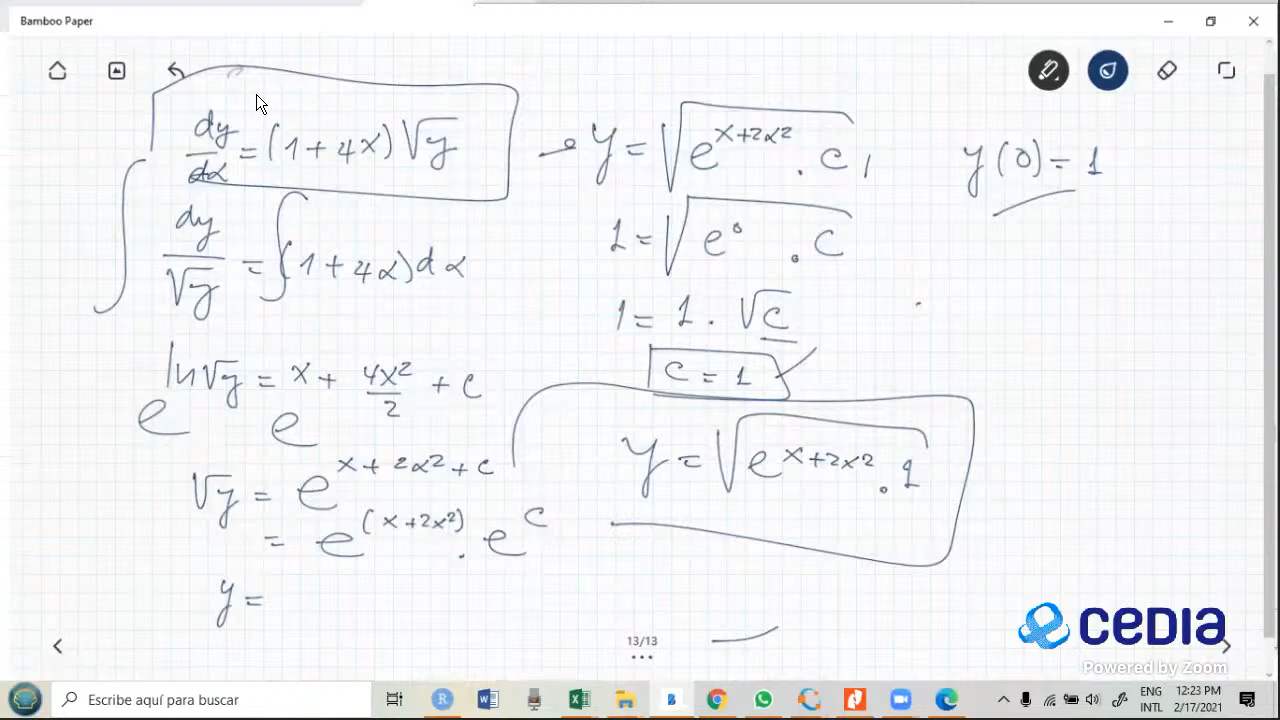 Bamboo Paper
dy/dx = (1 + 4x) √y
dy/√y = ∫(1 + 4x) dx
ln √y = x + 4x²/2 + c
e e
√y = e^(x + 2x² + c)
= e^(x + 2x²) . e^c
y =
y = √(e^(x+2x²) . c) ,
1 = √(e^0 . c)
1 = 1 . √c
c = 1
y = √(e^(x+2x²) . 1)
y(0) = 1
cedia
Powered by Zoom
13/13
Escribe aquí para buscar
ENG
INTL
12:23 PM
2/17/2021